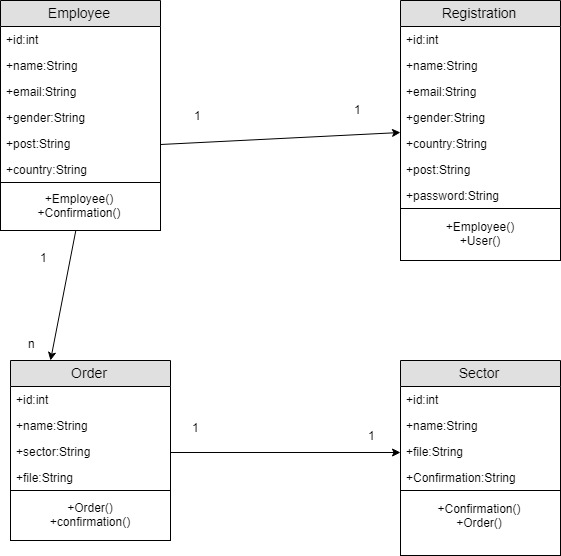 Employee
+id:int
+name:String
+email:String
+gender:String
+post:String
+country:String
+Employee()
+Confirmation()
Registration
+id:int
+name:String
+email:String
+gender:String
+country:String
+post:String
+password:String
+Employee()
+User()
1
1
1
n
Order
+id:int
+name:String
+sector:String
+file:String
+Order()
+confirmation()
1
1
Sector
+id:int
+name:String
+file:String
+Confirmation:String
+Confirmation()
+Order()